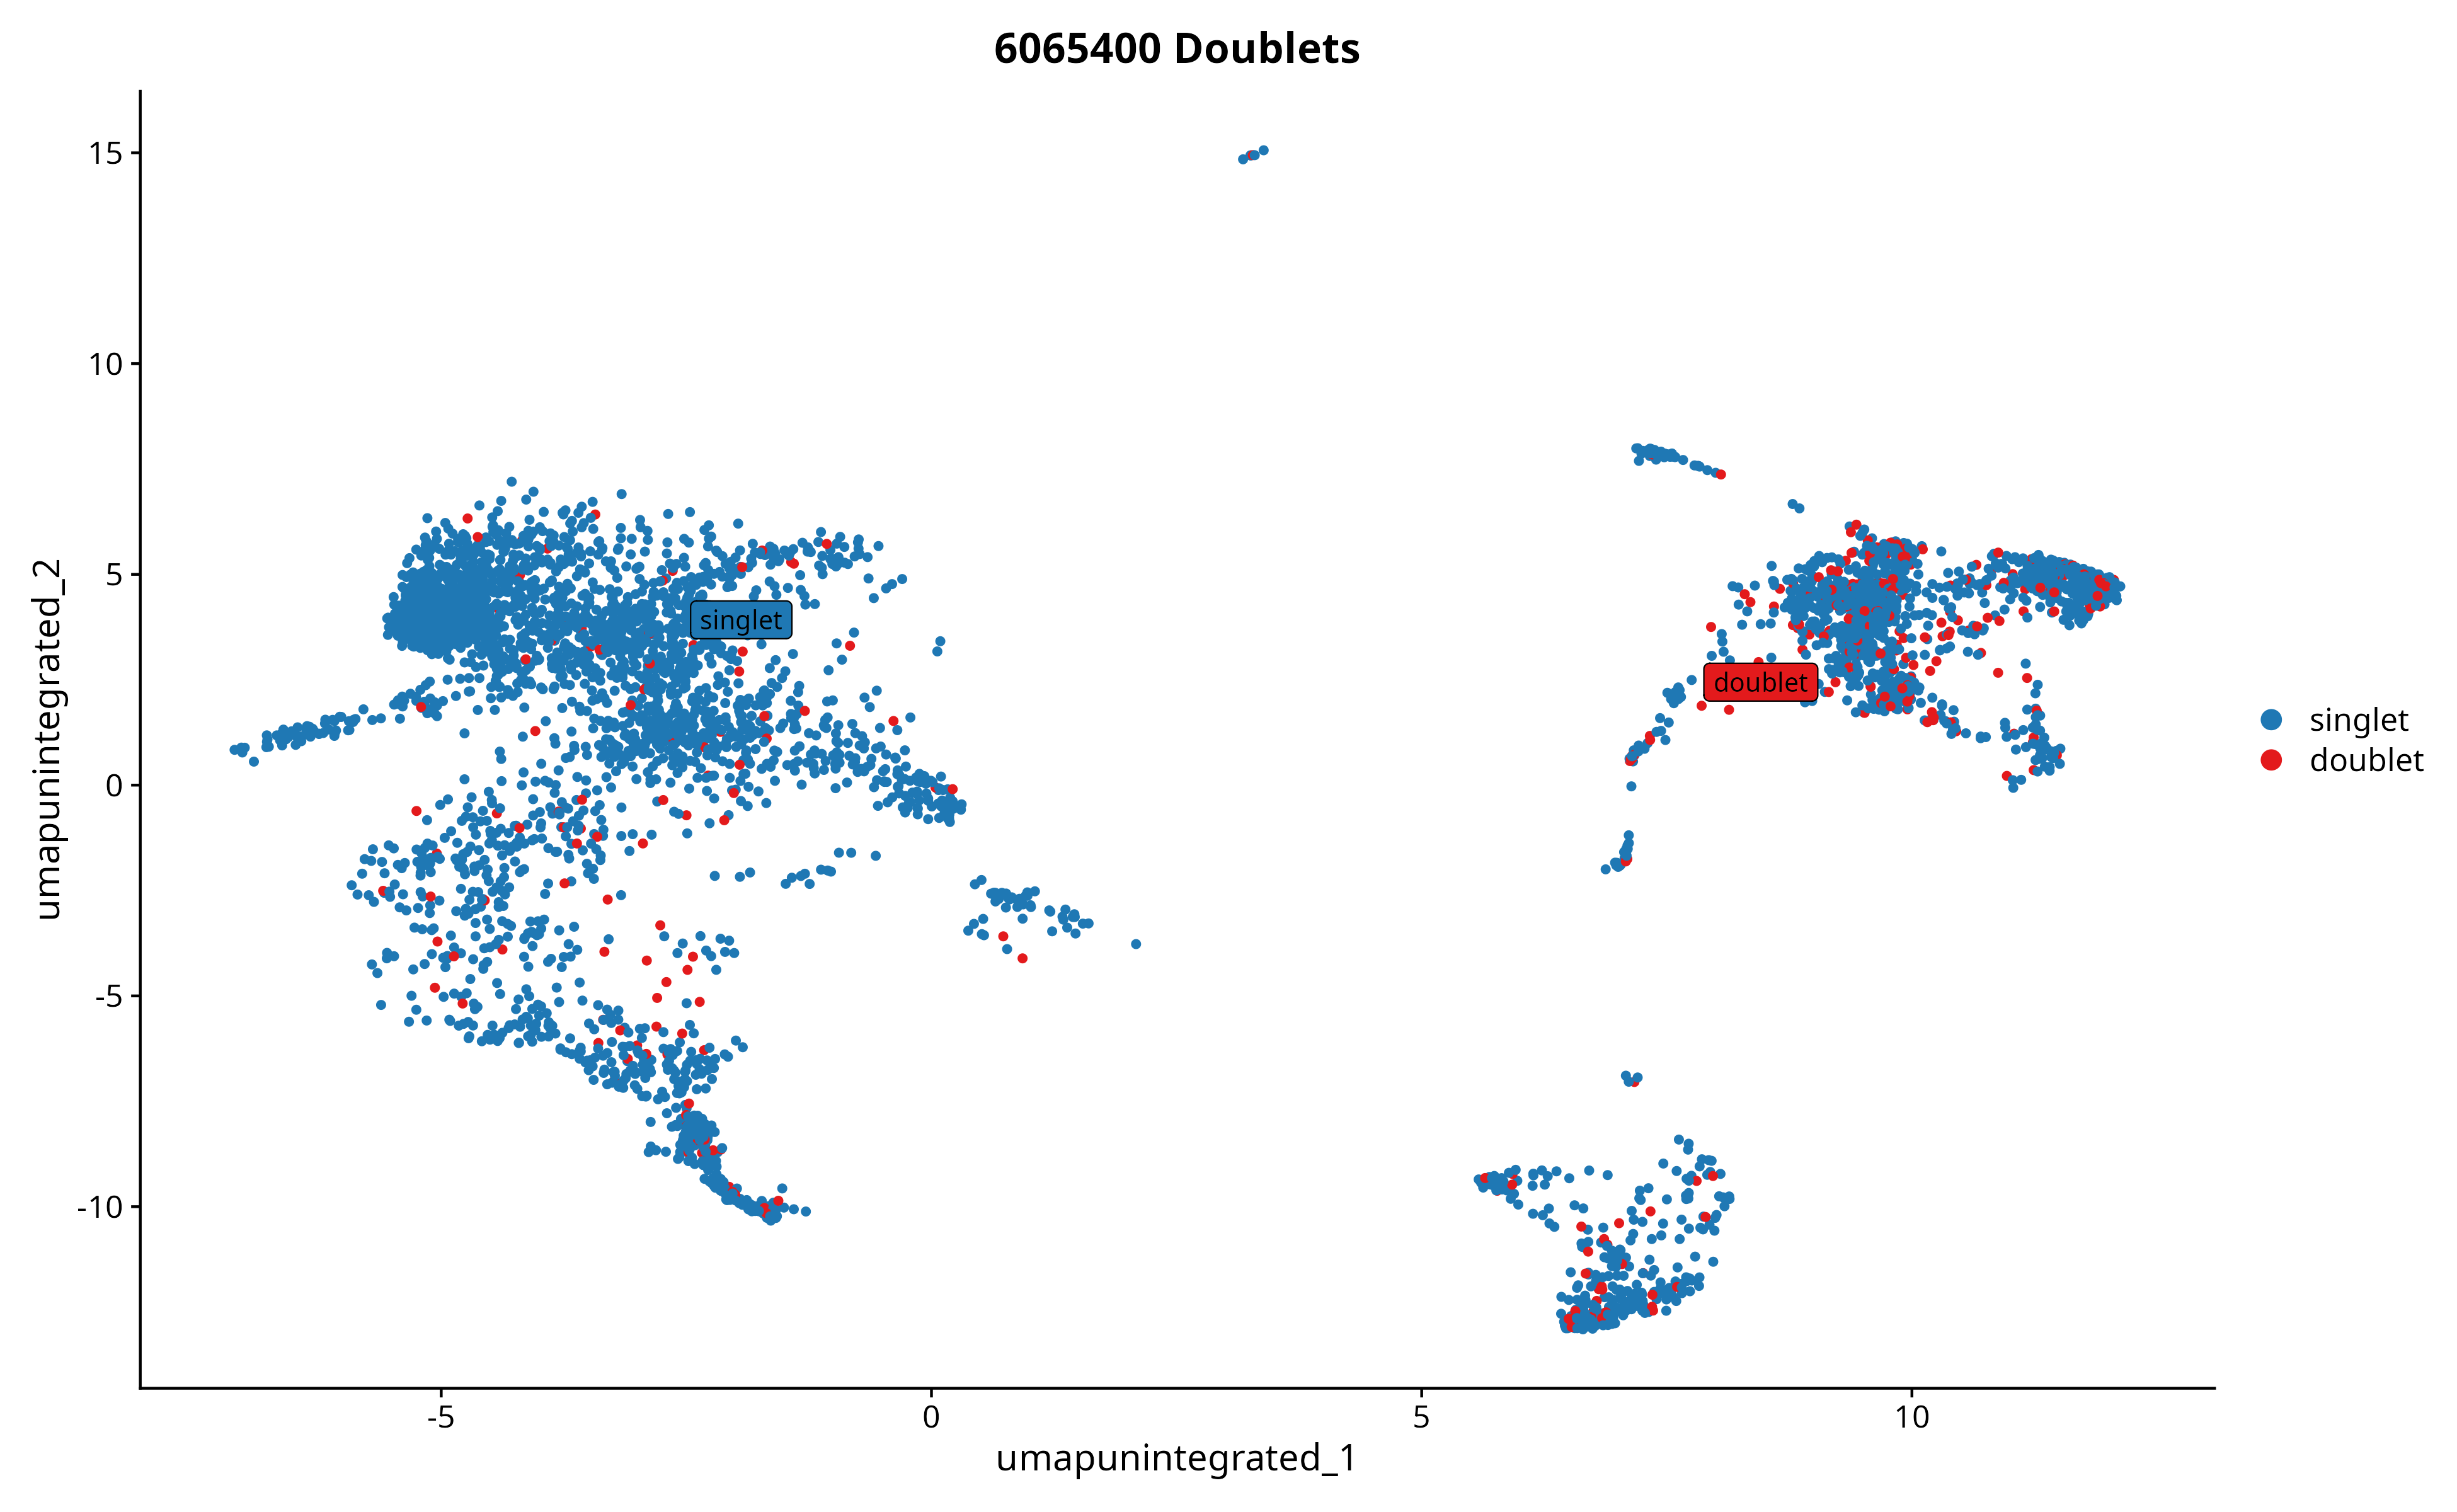 6065400 Doublets
umapunintegrated_2
15
10
5
0
-5
-10
singlet
doublet
singlet
doublet
-5
0
5
10
umapunintegrated_1